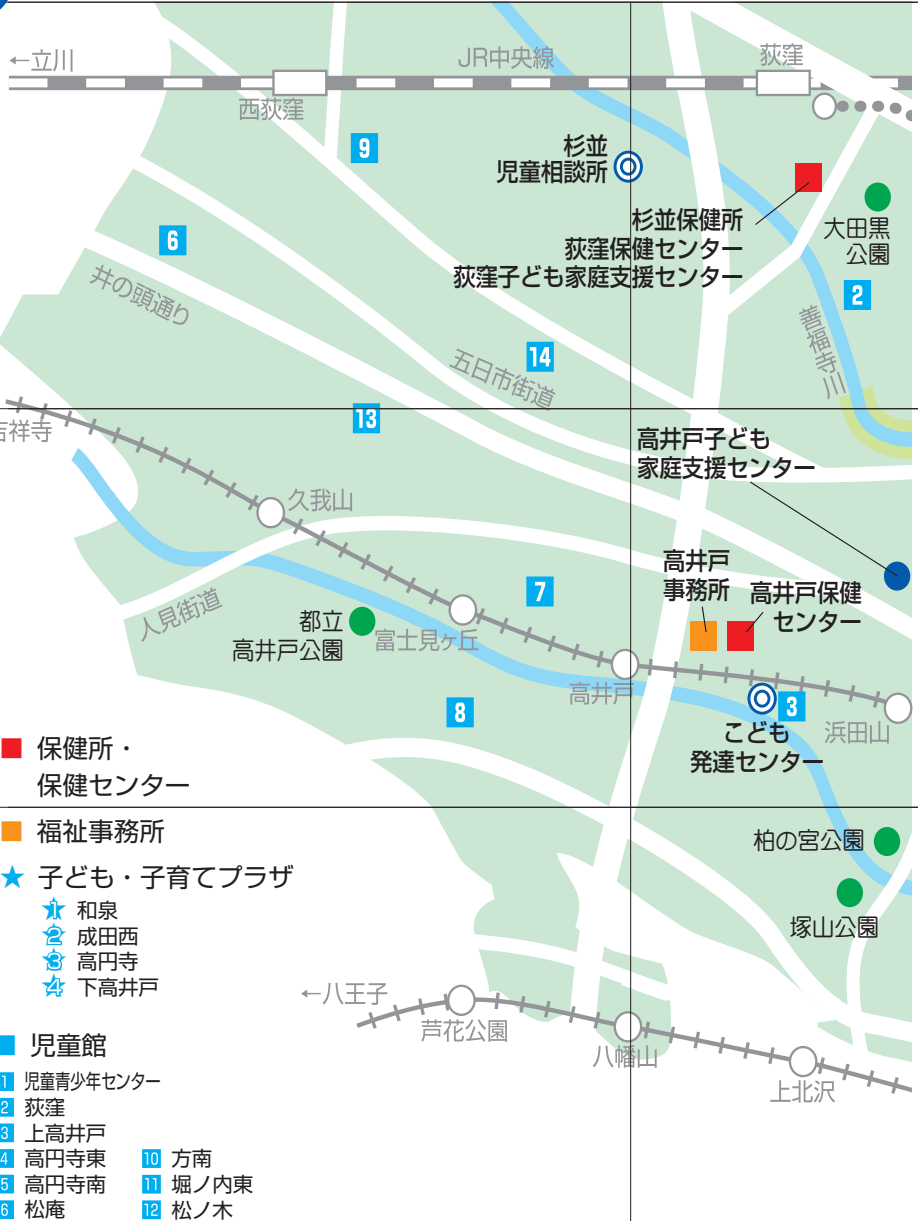 ←立川
JR中央線
荻窪
西荻窪
9
杉並
児童相談所
杉並保健所
荻窪保健センター
荻窪子ども家庭支援センター
大田黒
公園
6
2
井の頭通り
善福寺川
14
五日市街道
13
吉祥寺
高井戸子ども
家庭支援センター
久我山
高井戸
事務所
高井戸保健
センター
7
人見街道
都立
高井戸公園
富士見ヶ丘
高井戸
3
8
浜田山
こども
発達センター
保健所・
保健センター
福祉事務所
柏の宮公園
子ども・子育てプラザ
1 和泉
2 成田西
3 高円寺
4 下高井戸
塚山公園
←八王子
芦花公園
八幡山
上北沢
児童館
1 児童青少年センター
2 荻窪
3 上高井戸
4 高円寺東
10 方南
5 高円寺南
11 堀ノ内東
6 松庵
12 松ノ木